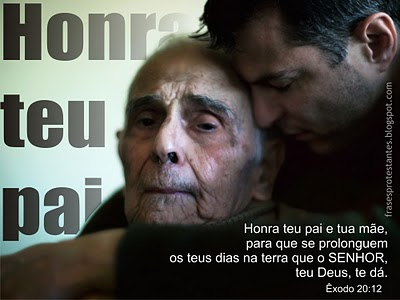 Honra
teu
pai
Honra teu pai e tua mãe,
para que se prolonguem
os teus dias na terra que o SENHOR,
teu Deus, te dá.
Êxodo 20:12
frasesprotestantes.blogspot.com